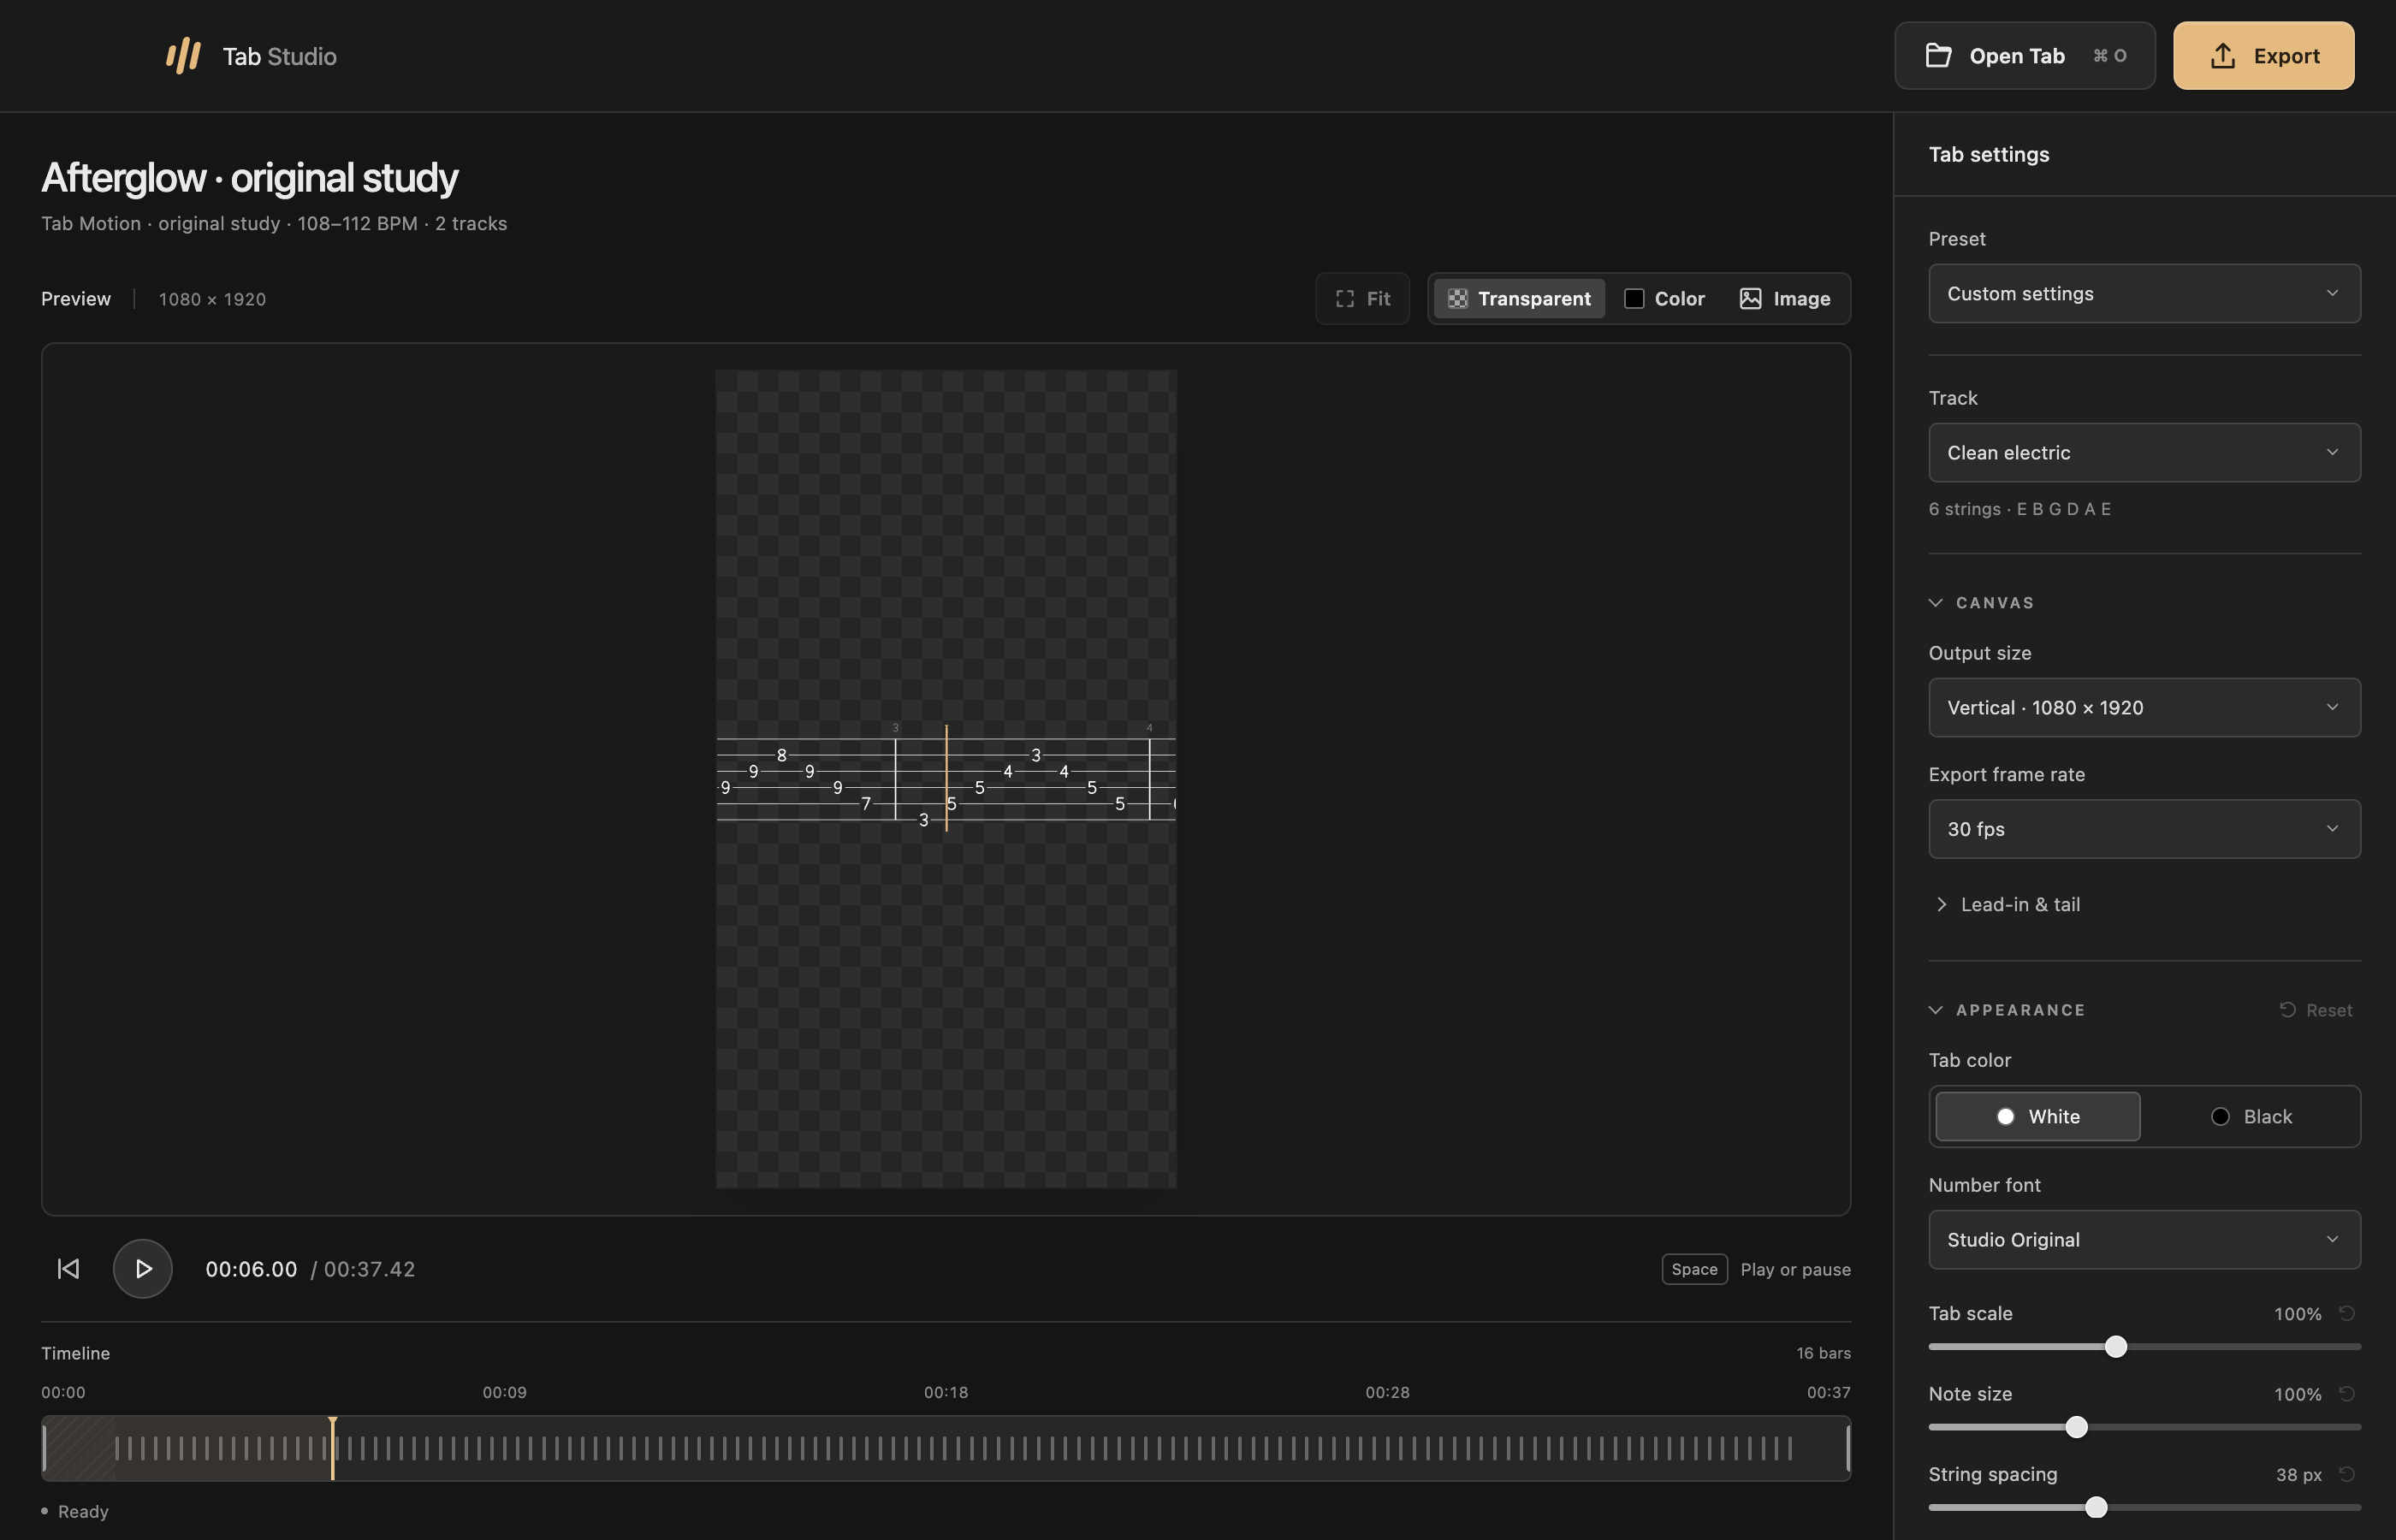 Tab Studio
Open Tab ⌘ O
Export
Afterglow · original study
Tab Motion · original study · 108–112 BPM · 2 tracks
Preview 1080 × 1920
Fit
Transparent
Color
Image
3 4
8 3
9 9 4 4
9 9 5 5
7 5 5
3
00:06.00 / 00:37.42
Space Play or pause
Timeline 16 bars
00:00 00:09 00:18 00:28 00:37
Ready
Tab settings
Preset
Custom settings
Track
Clean electric
6 strings · E B G D A E
CANVAS
Output size
Vertical · 1080 × 1920
Export frame rate
30 fps
Lead-in & tail
APPEARANCE Reset
Tab color
White Black
Number font
Studio Original
Tab scale 100%
Note size 100%
String spacing 38 px